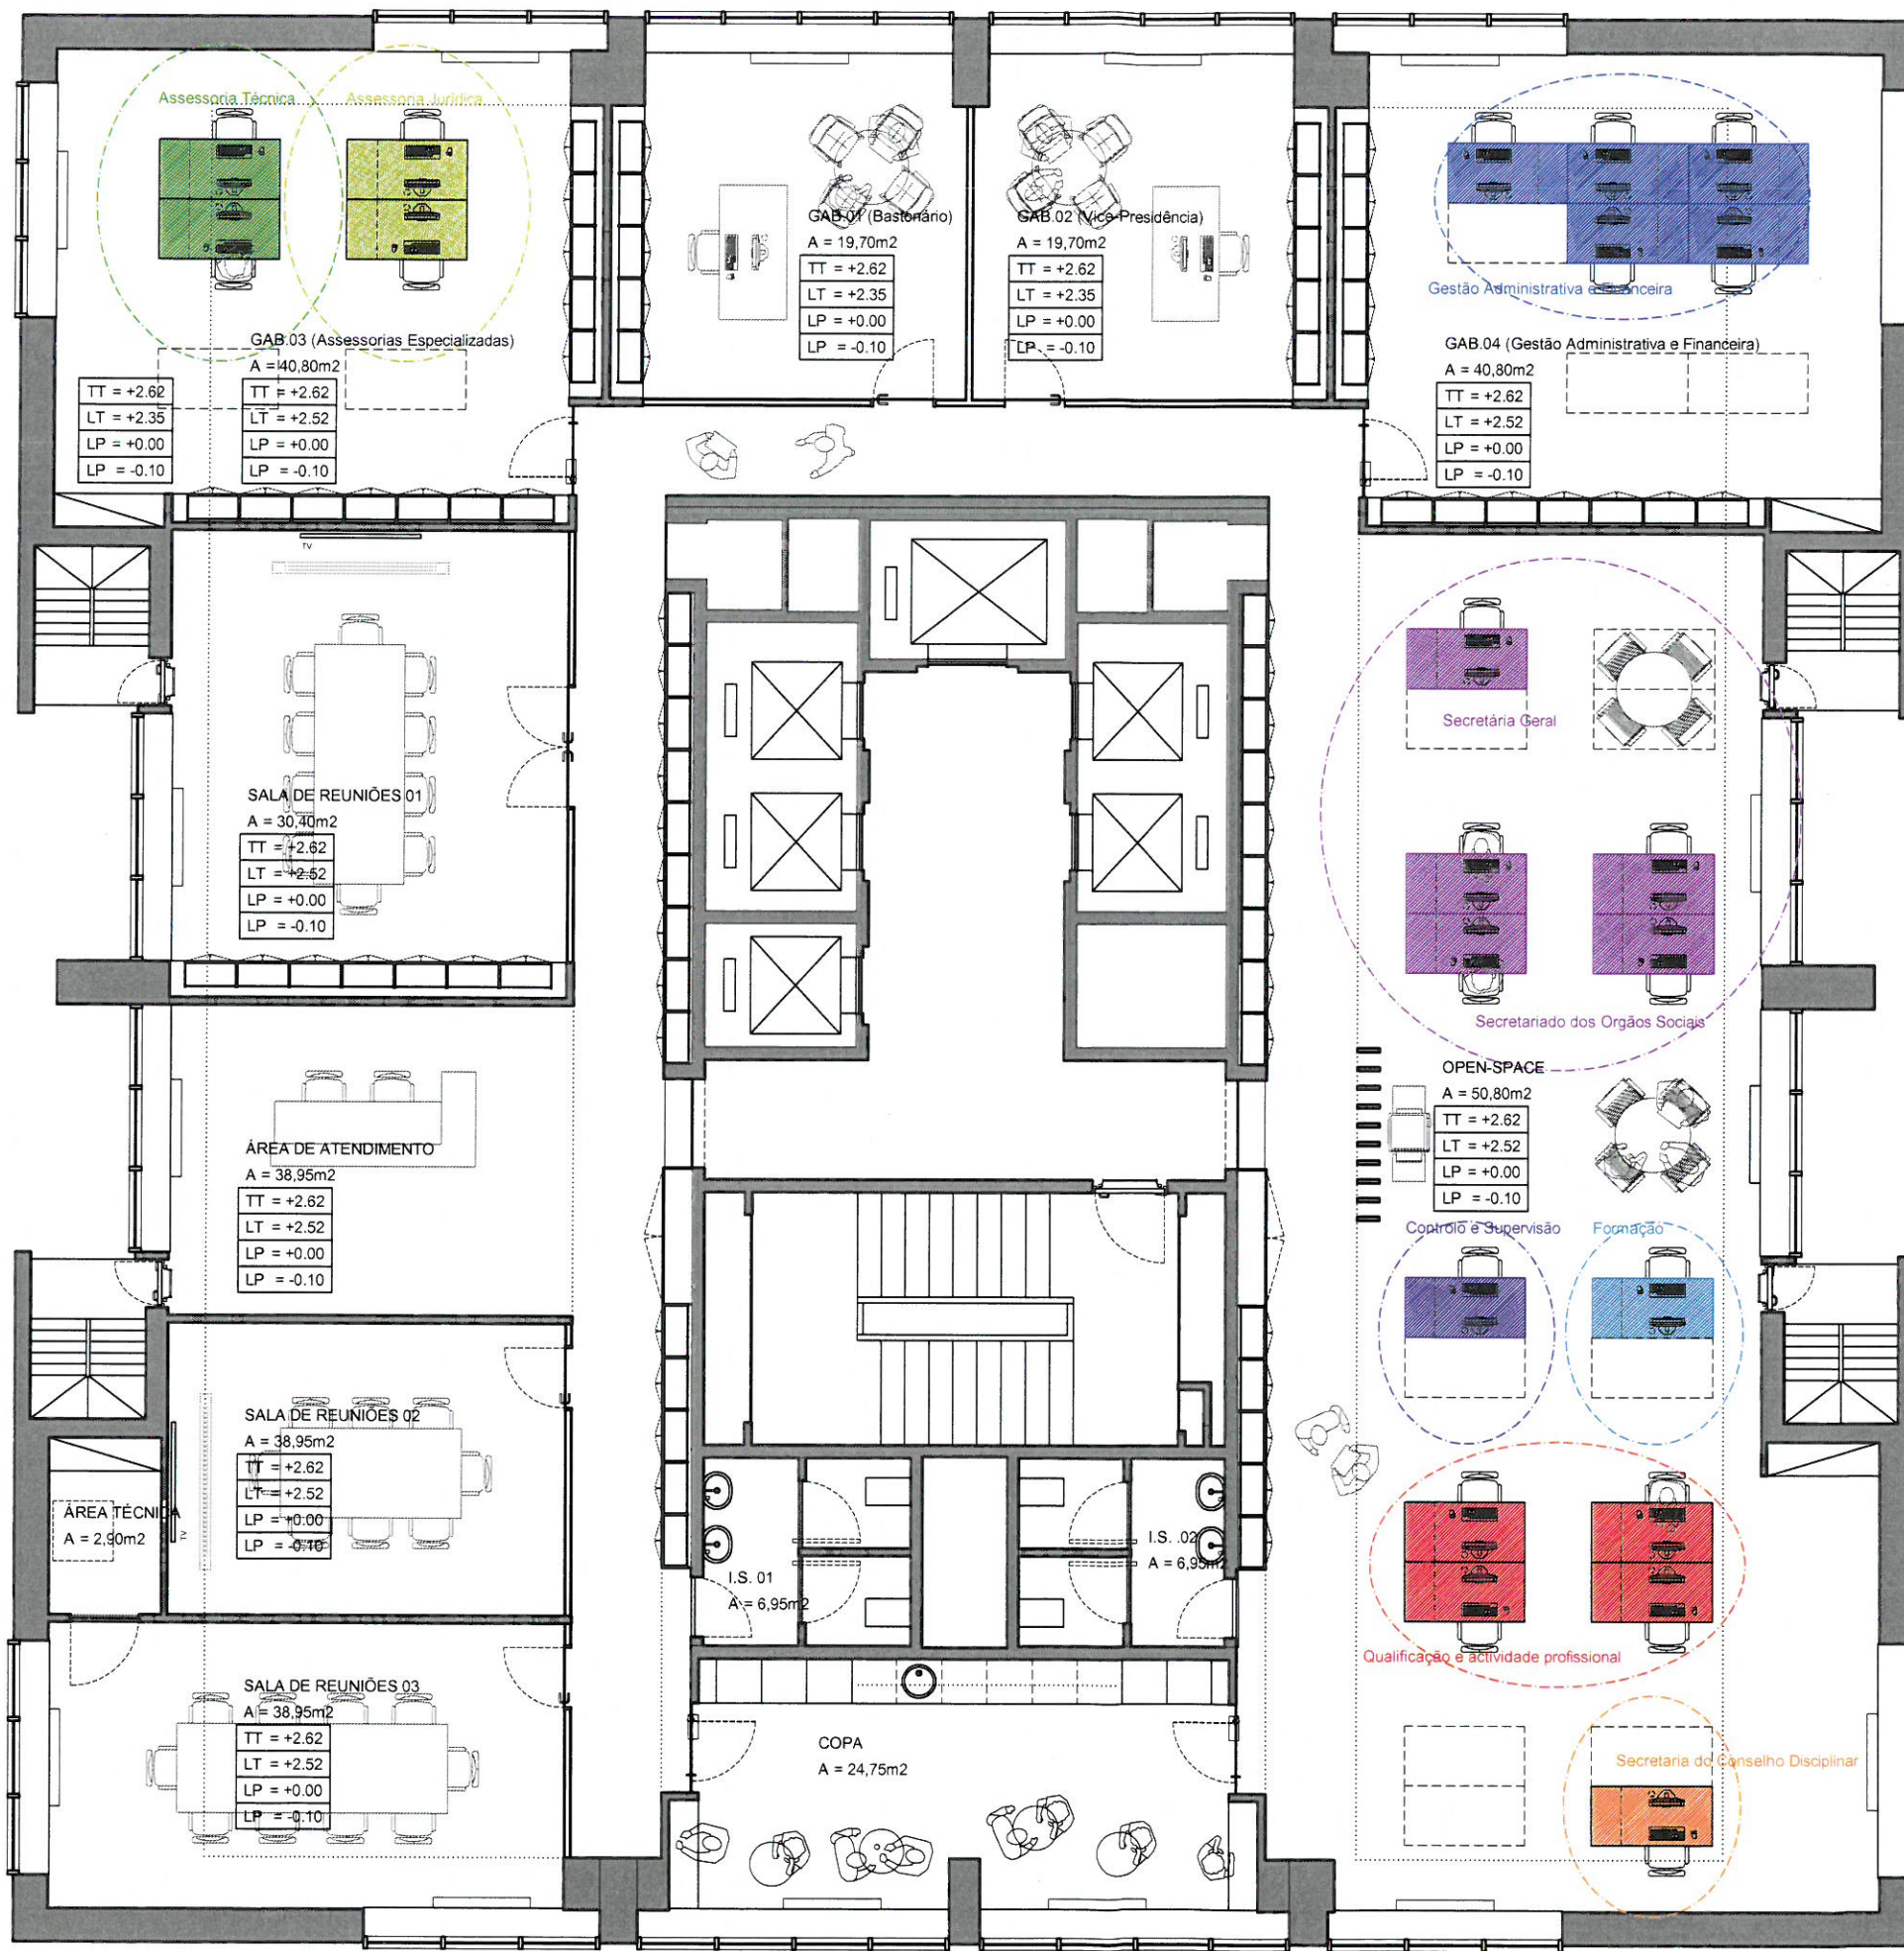 Assessoria Técnica
Assessoria Jurídica
GAB.03 (Assessorias Especializadas)
A = 40,80m2
TT = +2.62
LT = +2.35
LP = +0.00
LP = -0.10
TT = +2.62
LT = +2.52
LP = +0.00
LP = -0.10
GAB.01 (Bastonário)
A = 19,70m2
TT = +2.62
LT = +2.35
LP = +0.00
LP = -0.10
GAB.02 (Vice-Presidência)
A = 19,70m2
TT = +2.62
LT = +2.35
LP = +0.00
LP = -0.10
Gestão Administrativa e Financeira
GAB.04 (Gestão Administrativa e Financeira)
A = 40,80m2
TT = +2.62
LT = +2.52
LP = +0.00
LP = -0.10
TV
SALA DE REUNIÕES 01
A = 30,40m2
TT = +2.62
LT = +2.52
LP = +0.00
LP = -0.10
Secretária Geral
Secretariado dos Orgãos Sociais
OPEN-SPACE
A = 50,80m2
TT = +2.62
LT = +2.52
LP = +0.00
LP = -0.10
ÁREA DE ATENDIMENTO
A = 38,95m2
TT = +2.62
LT = +2.52
LP = +0.00
LP = -0.10
Controlo e Supervisão
Formação
SALA DE REUNIÕES 02
A = 38,95m2
TT = +2.62
LT = +2.52
LP = +0.00
LP = -0.10
TV
ÁREA TÉCNICA
A = 2,90m2
I.S. 01
A = 6,95m2
I.S. .02
A = 6,95m2
Qualificação e actividade profissional
SALA DE REUNIÕES 03
A = 38,95m2
TT = +2.62
LT = +2.52
LP = +0.00
LP = -0.10
COPA
A = 24,75m2
Secretaria do Conselho Disciplinar